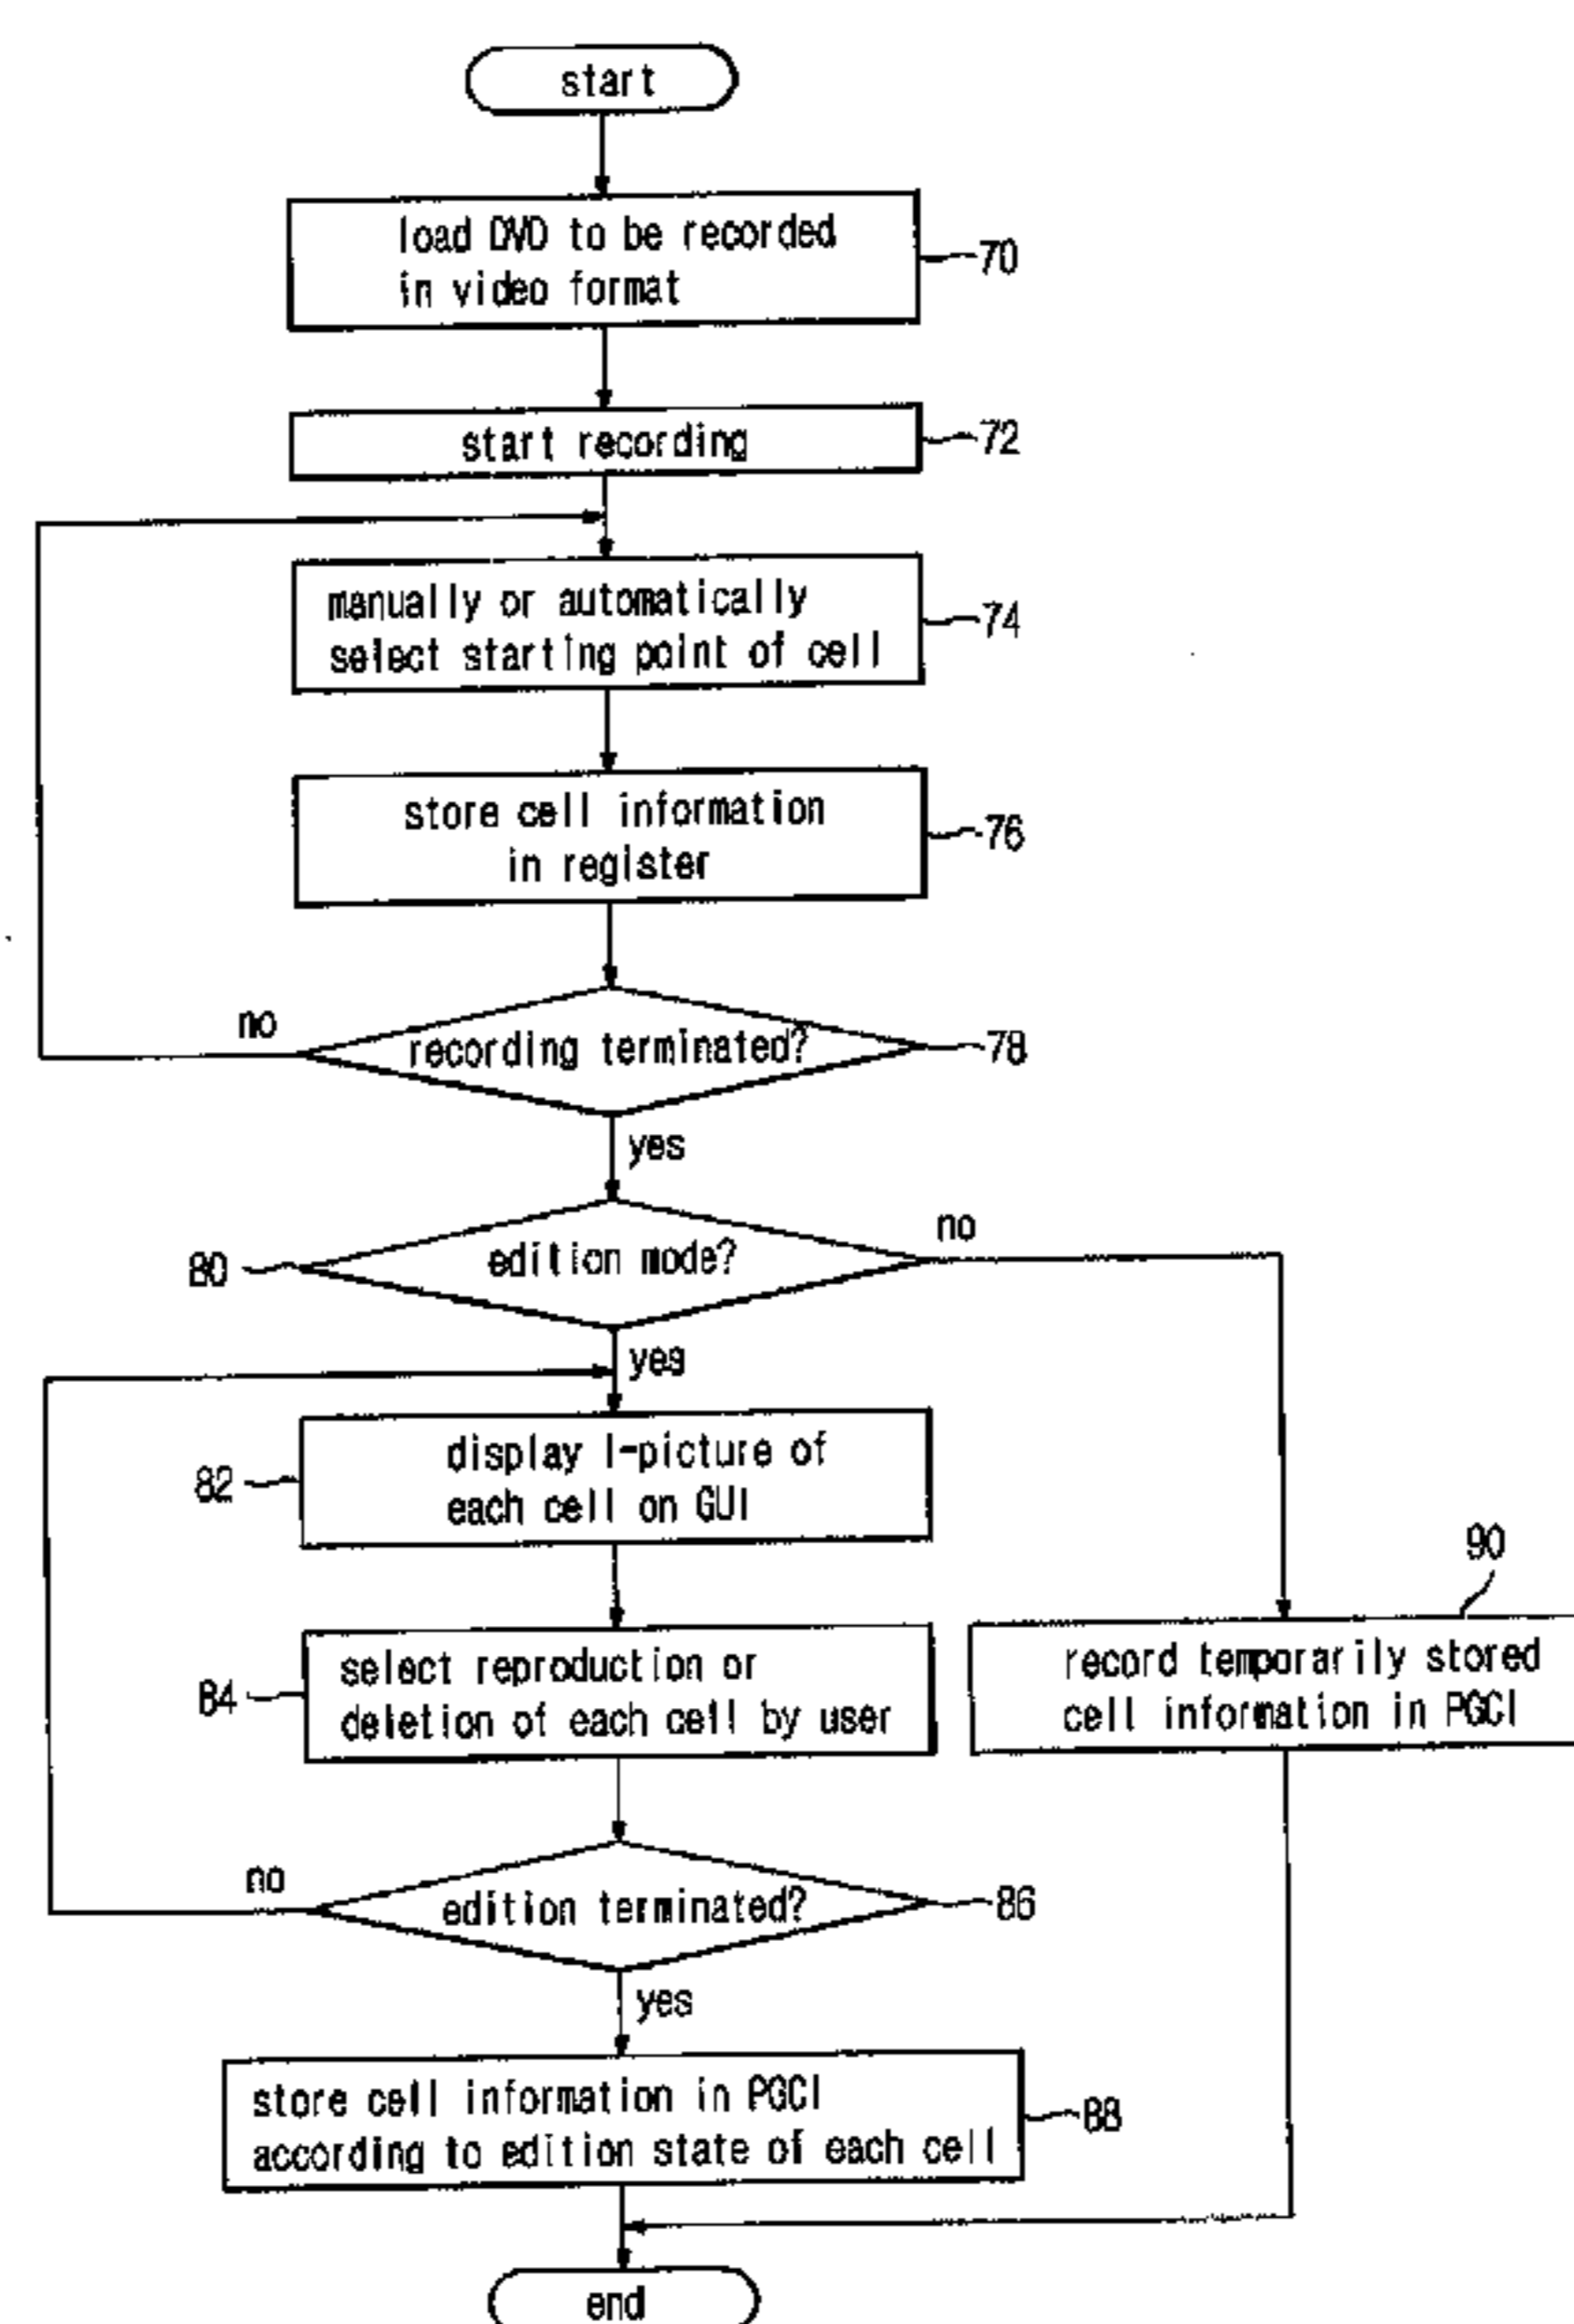 start
load DVD to be recorded
in video format
70
start recording
72
manually or automatically
select starting point of cell
74
store cell information
in register
76
no
recording terminated?
78
yes
no
80
edition mode?
yes
display I-picture of
each cell on GUI
82
90
select reproduction or
deletion of each cell by user
84
record temporarily stored
cell information in PGCI
no
edition terminated?
86
yes
store cell information in PGCI
according to edition state of each cell
88
end